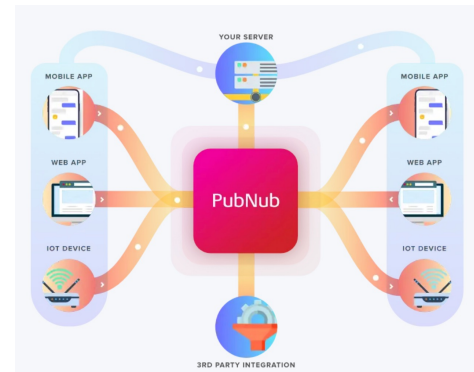 YOUR SERVER
MOBILE APP
MOBILE APP
WEB APP
WEB APP
PubNub
IOT DEVICE
IOT DEVICE
3RD PARTY INTEGRATION